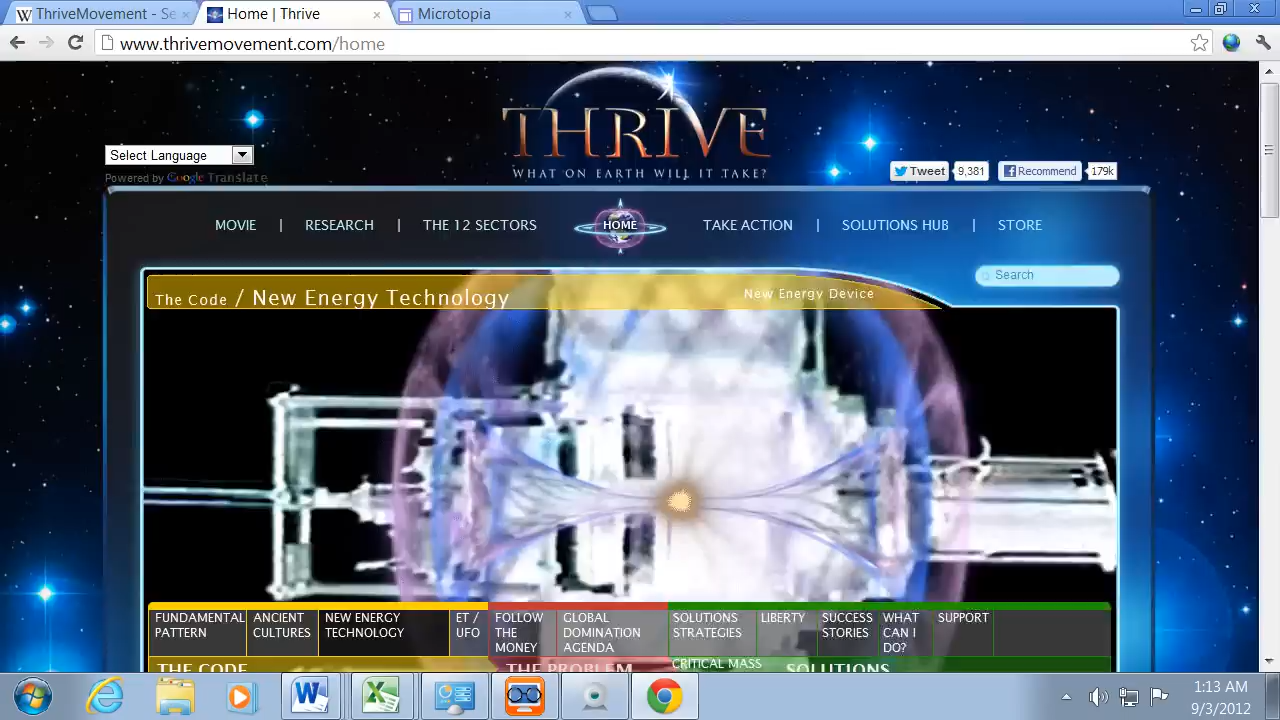 ThriveMovement - Se
Home | Thrive
Microtopia
www.thrivemovement.com/home
THRIVE
WHAT ON EARTH WILL IT TAKE?
Select Language
Powered by Google Translate
Tweet 9,381 Recommend 179k
MOVIE | RESEARCH | THE 12 SECTORS HOME TAKE ACTION | SOLUTIONS HUB | STORE
Search
The Code / New Energy Technology
New Energy Device
FUNDAMENTAL
PATTERN
ANCIENT
CULTURES
NEW ENERGY
TECHNOLOGY
ET /
UFO
FOLLOW
THE
MONEY
GLOBAL
DOMINATION
AGENDA
SOLUTIONS
STRATEGIES
LIBERTY
SUCCESS
STORIES
WHAT
CAN I
DO?
SUPPORT
CRITICAL MASS
THE CODE
THE PROBLEM
SOLUTIONS
1:13 AM
9/3/2012